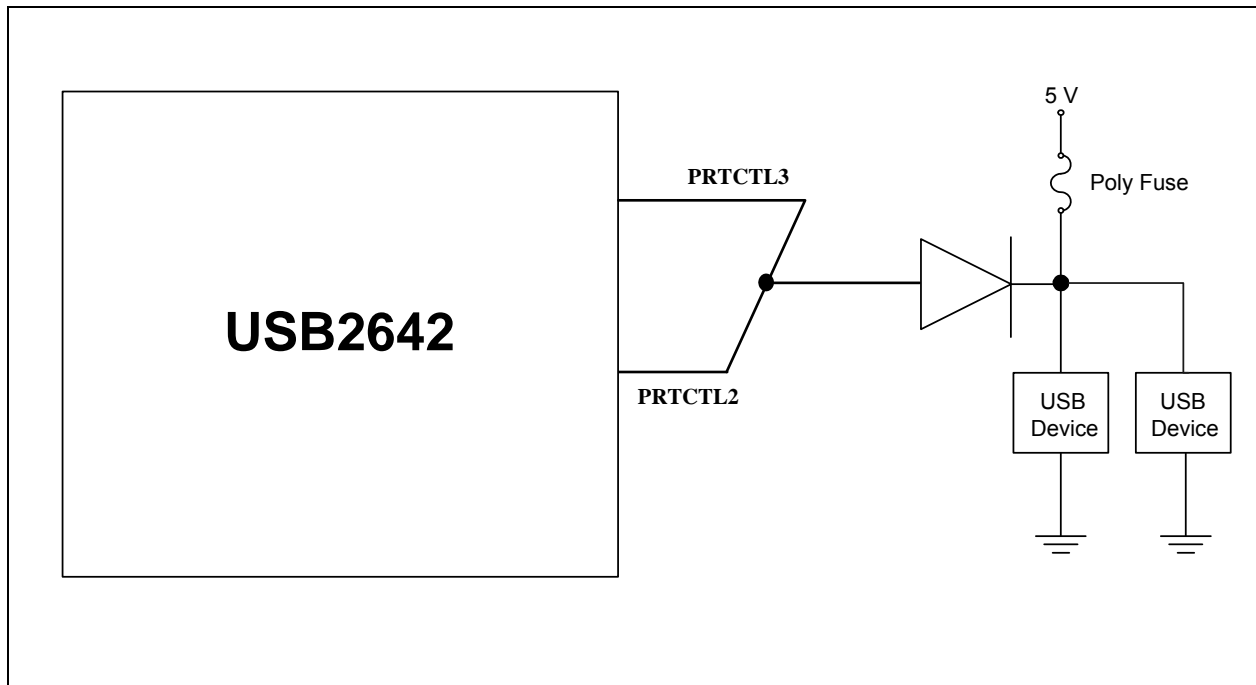 5 V
Poly Fuse
PRTCTL3
USB2642
PRTCTL2
USB
Device
USB
Device